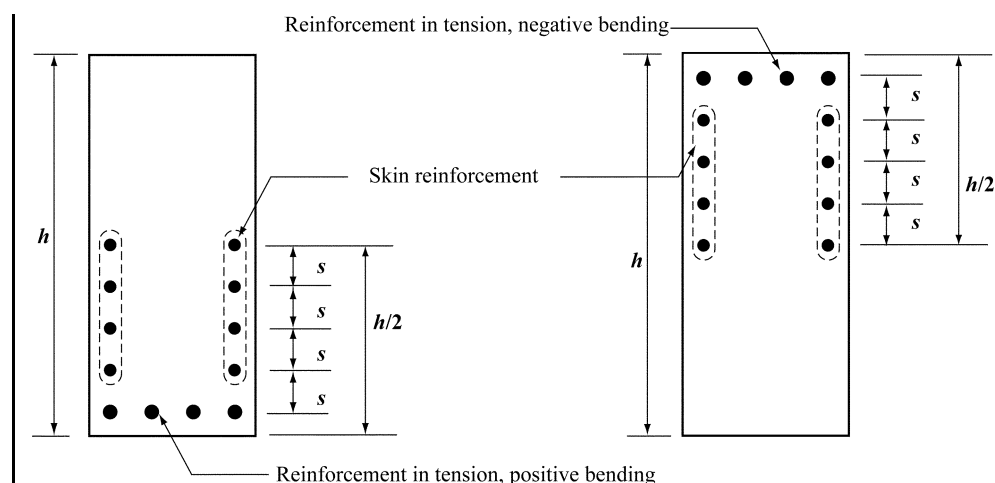 Reinforcement in tension, negative bending
Skin reinforcement
h
s
s
s
s
h/2
h
s
s
s
s
h/2
Reinforcement in tension, positive bending